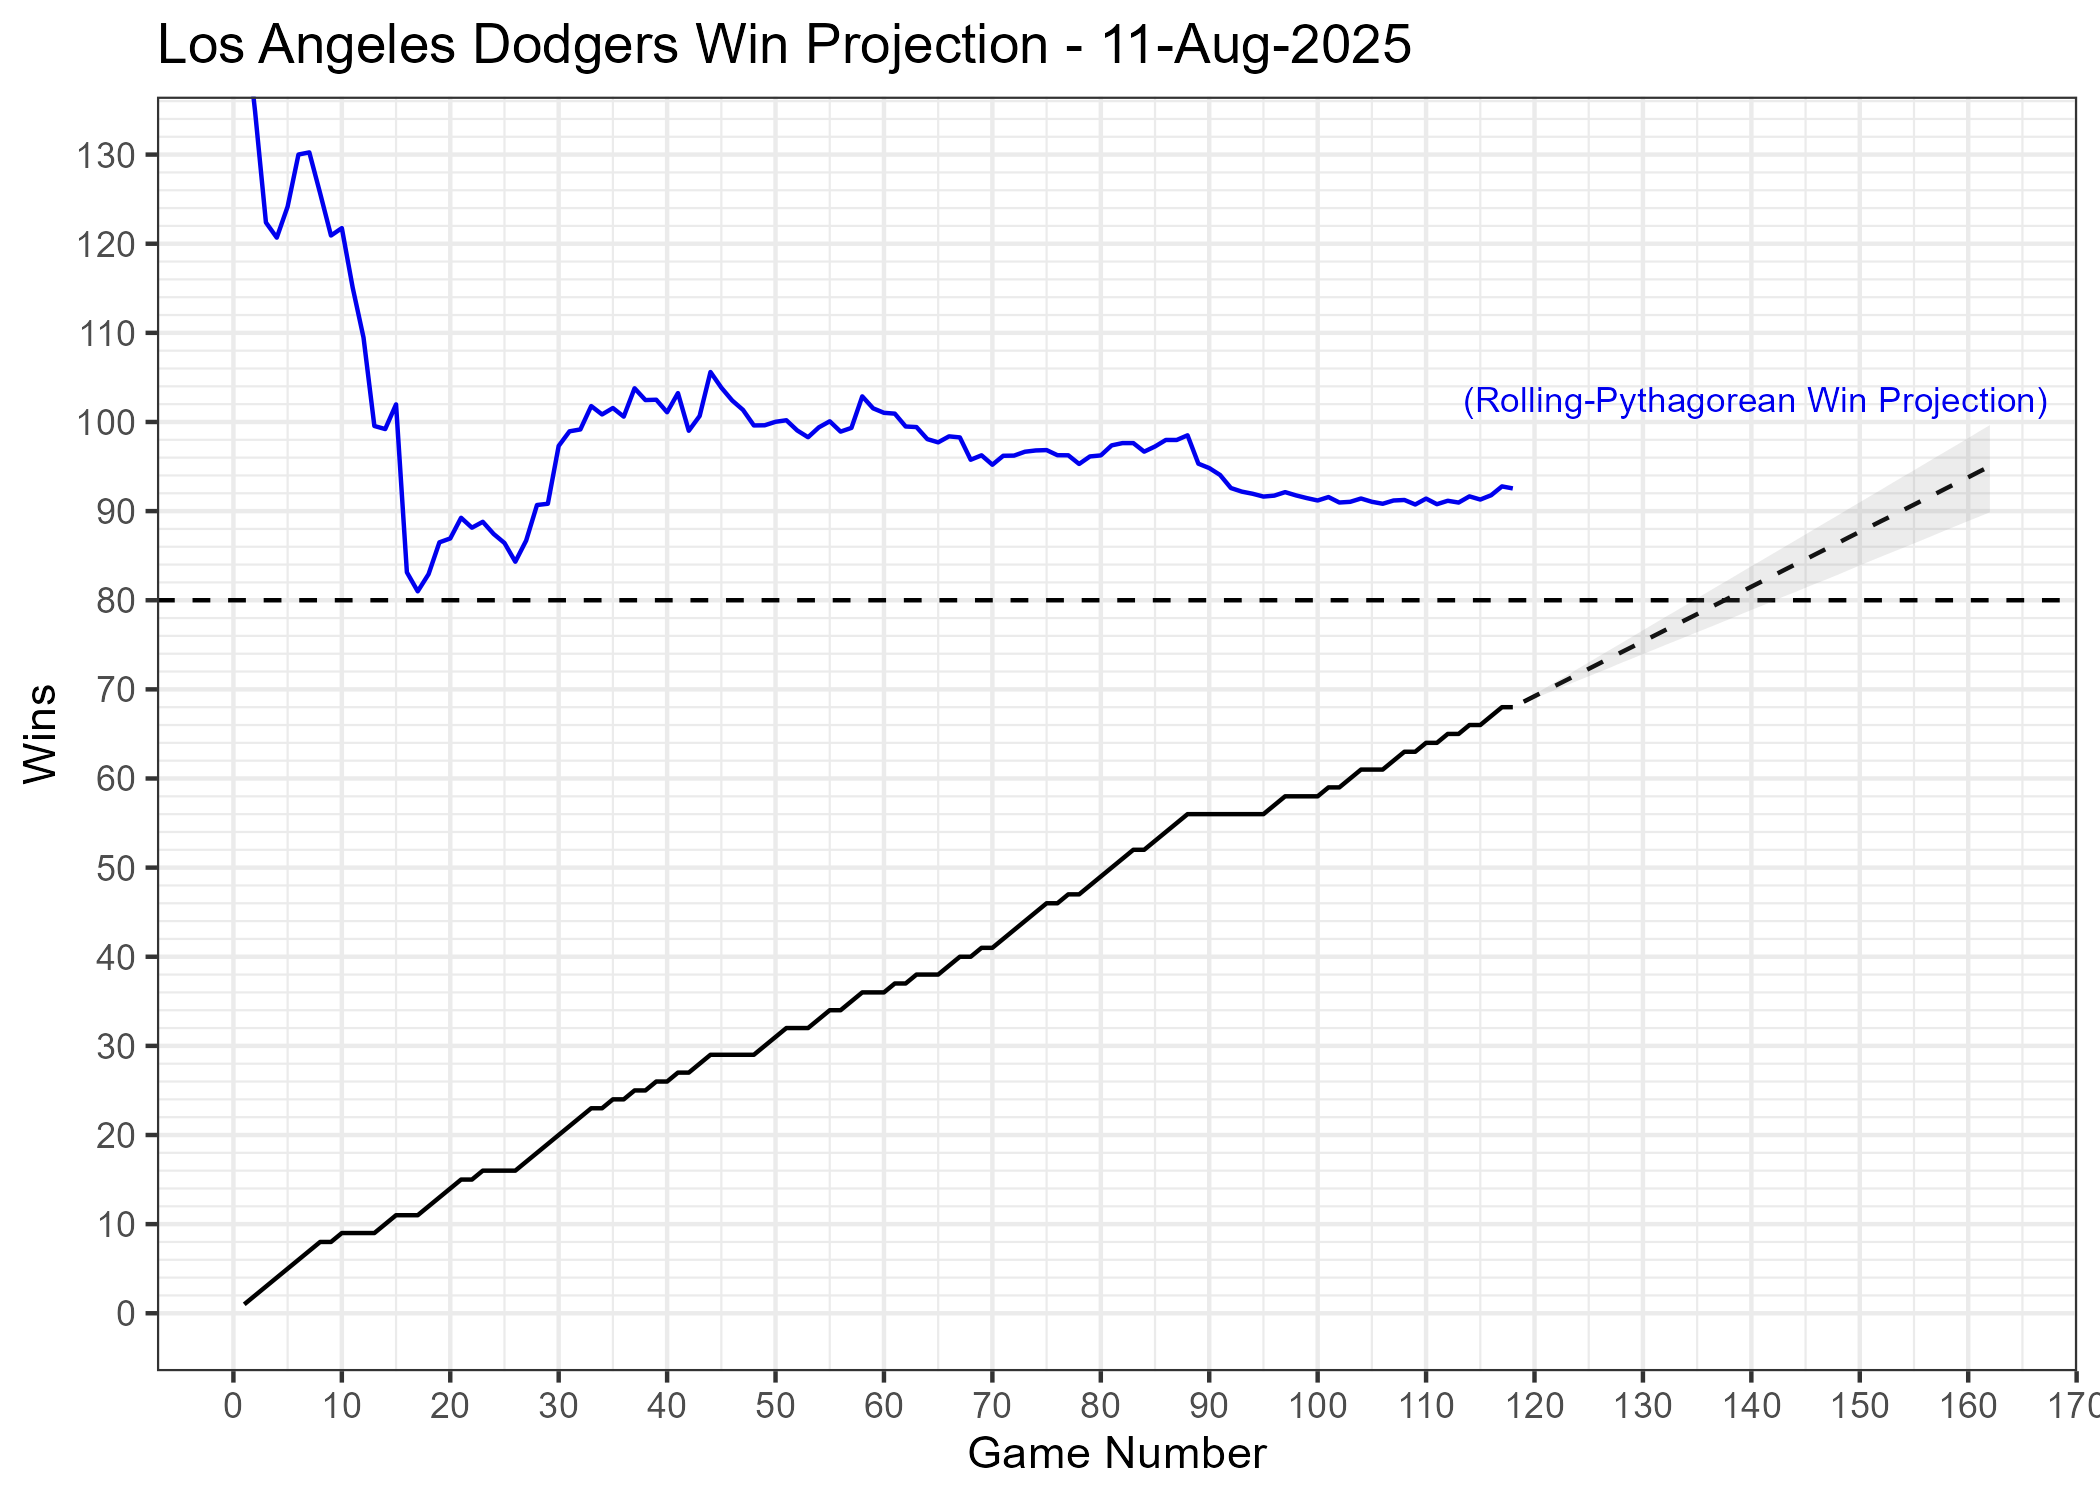 Los Angeles Dodgers Win Projection - 11-Aug-2025
130
120
110
100
90
80
70
60
50
40
30
20
10
0
Wins
(Rolling-Pythagorean Win Projection)
0 10 20 30 40 50 60 70 80 90 100 110 120 130 140 150 160 170
Game Number